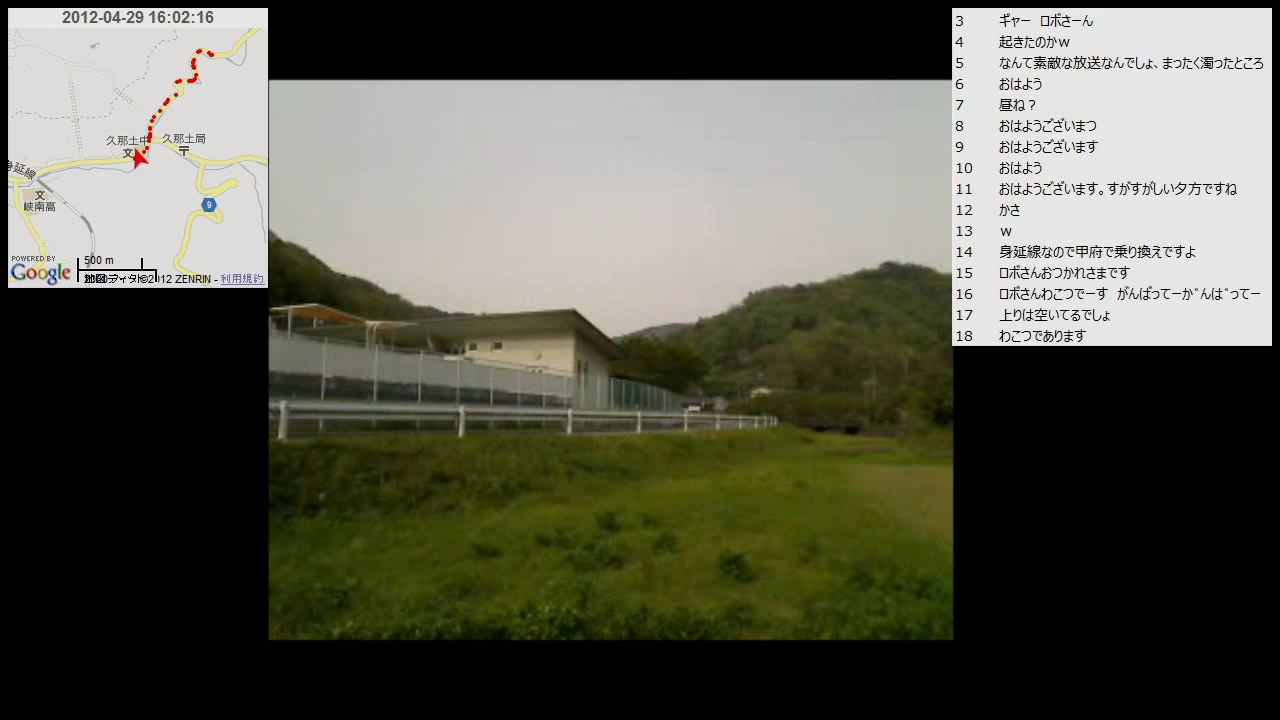 2012-04-29 16:02:16
久那土中
久那土局
文
〒
身延線
文
峡南高
9
POWERED BY
Google
500 m
©2012 ZENRIN - 利用規約
3 ギャー ロボさーん
4 起きたのかw
5 なんて素敵な放送なんでしょ、まったく濁ったところ
6 おはよう
7 昼ね？
8 おはようございまつ
9 おはようございます
10 おはよう
11 おはようございます。すがすがしい夕方ですね
12 かさ
13 w
14 身延線なので甲府で乗り換えですよ
15 ロボさんおつかれさまです
16 ロボさんわこつでーす がんばってーか゛んは゛ってー
17 上りは空いてるでしょ
18 わこつであります